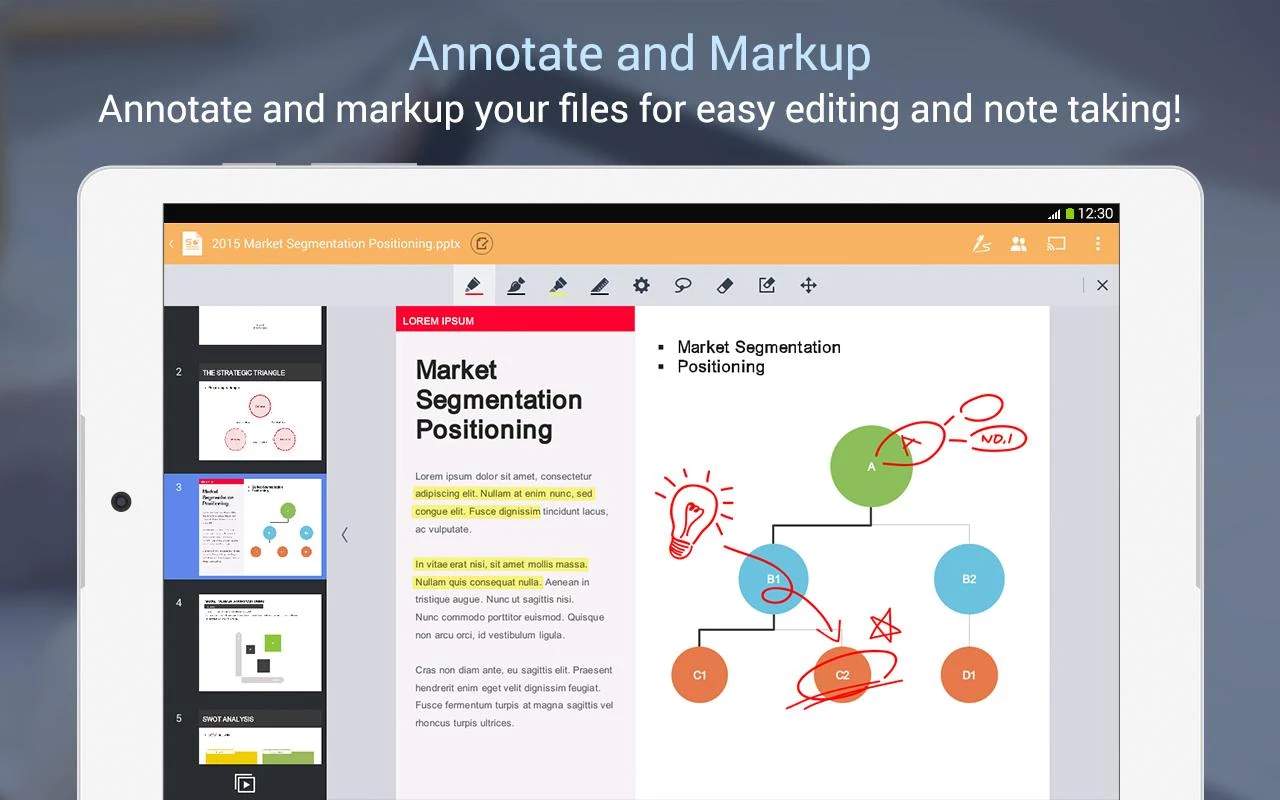 Annotate and Markup
Annotate and markup your files for easy editing and note taking!
12:30
2015 Market Segmentation Positioning.pptx
2
THE STRATEGIC TRIANGLE
3
4
5
SWOT ANALYSIS
LOREM IPSUM
Market
Segmentation
Positioning
Lorem ipsum dolor sit amet, consectetur
adipiscing elit. Nullam at enim nunc, sed
congue elit. Fusce dignissim tincidunt lacus,
ac vulputate.
In vitae erat nisi, sit amet mollis massa.
Nullam quis consequat nulla. Aenean in
tristique augue. Nunc ut sagittis nisi.
Nunc commodo porttitor euismod. Quisque
non arcu orci, id vestibulum ligula.
Cras non diam ante, eu sagittis elit. Praesent
hendrerit enim eget velit dignissim feugiat.
Fusce fermentum turpis at magna sagittis vel
rhoncus turpis ultrices.
▪ Market Segmentation
▪ Positioning
A
A
NO.1
B1
B2
C1
C2
D1